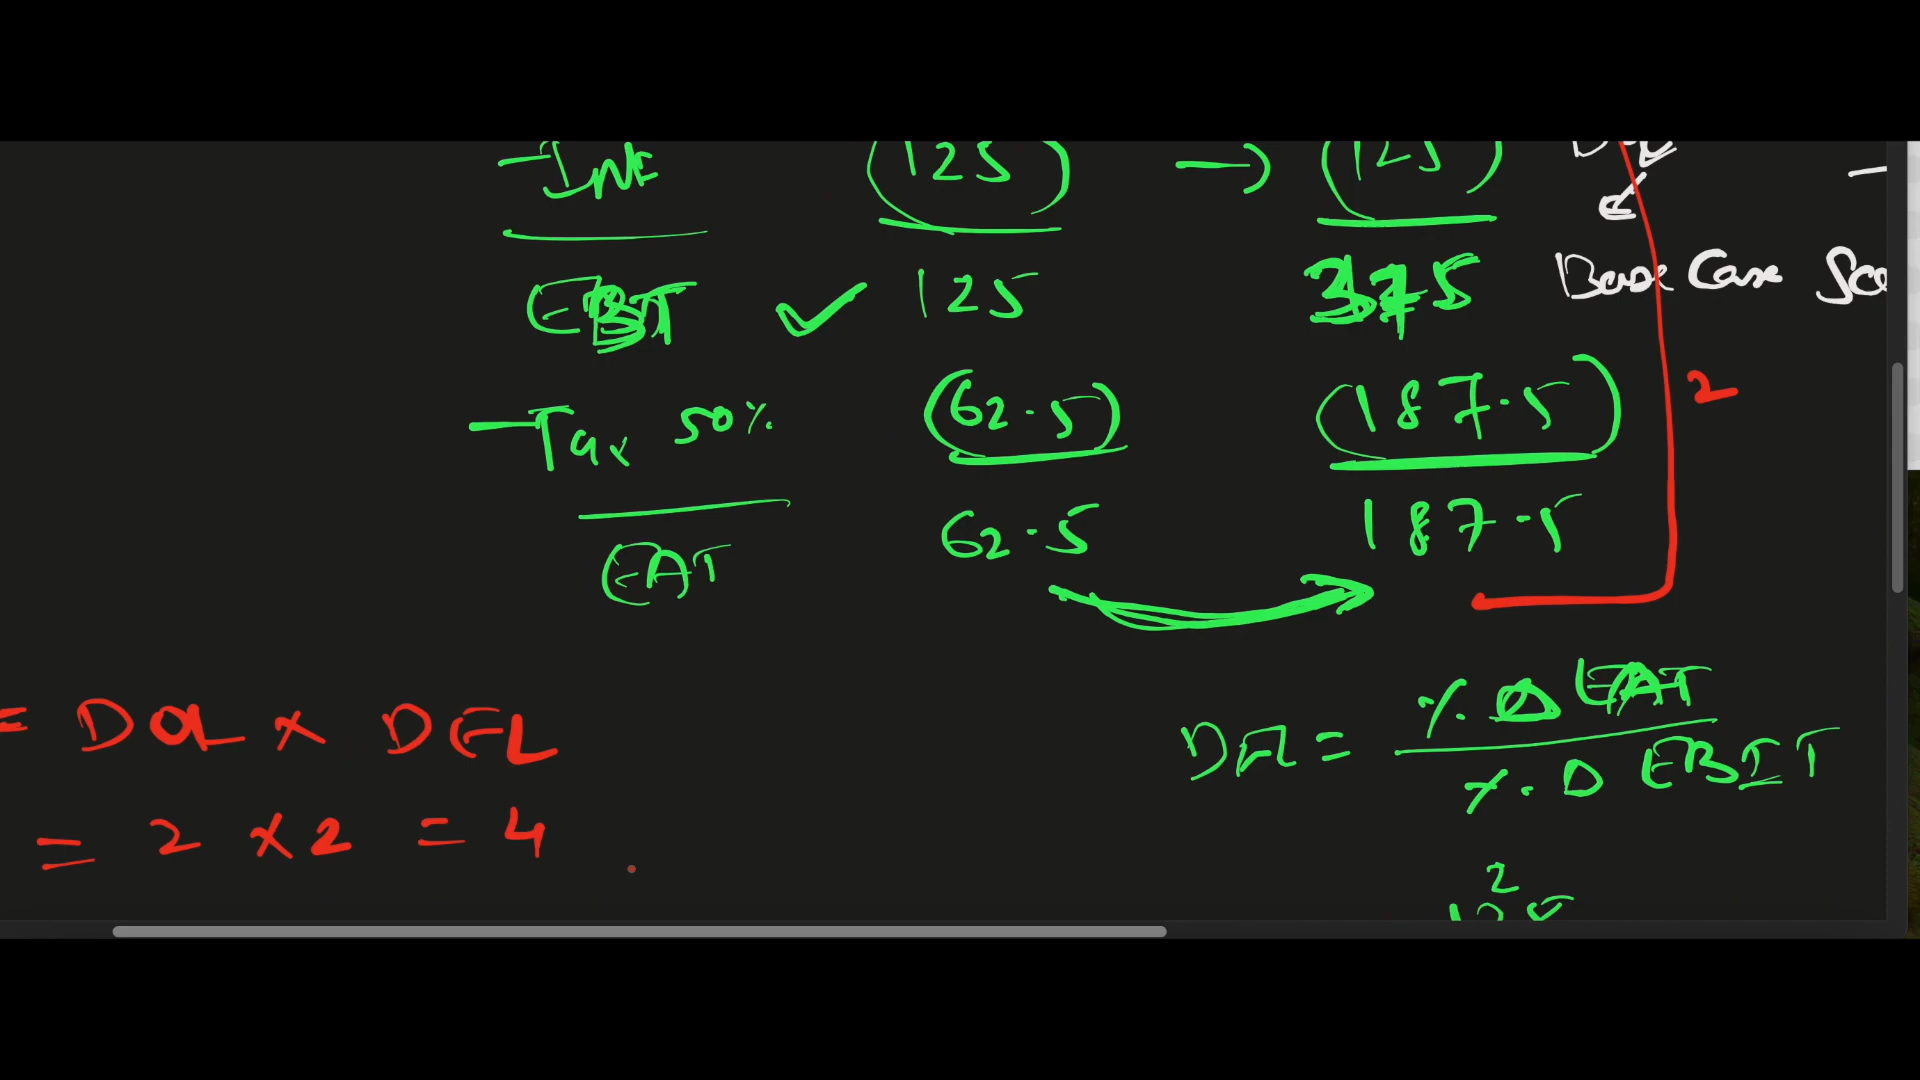 - Int (125) → (125)
EBT ✓ 125 375 Base Case
- Tax 50% (62.5) (187.5) 2
EAT 62.5 187.5
DFL = % Δ EAT
% Δ EBIT
= DOL × DFL
= 2 × 2 = 4
2